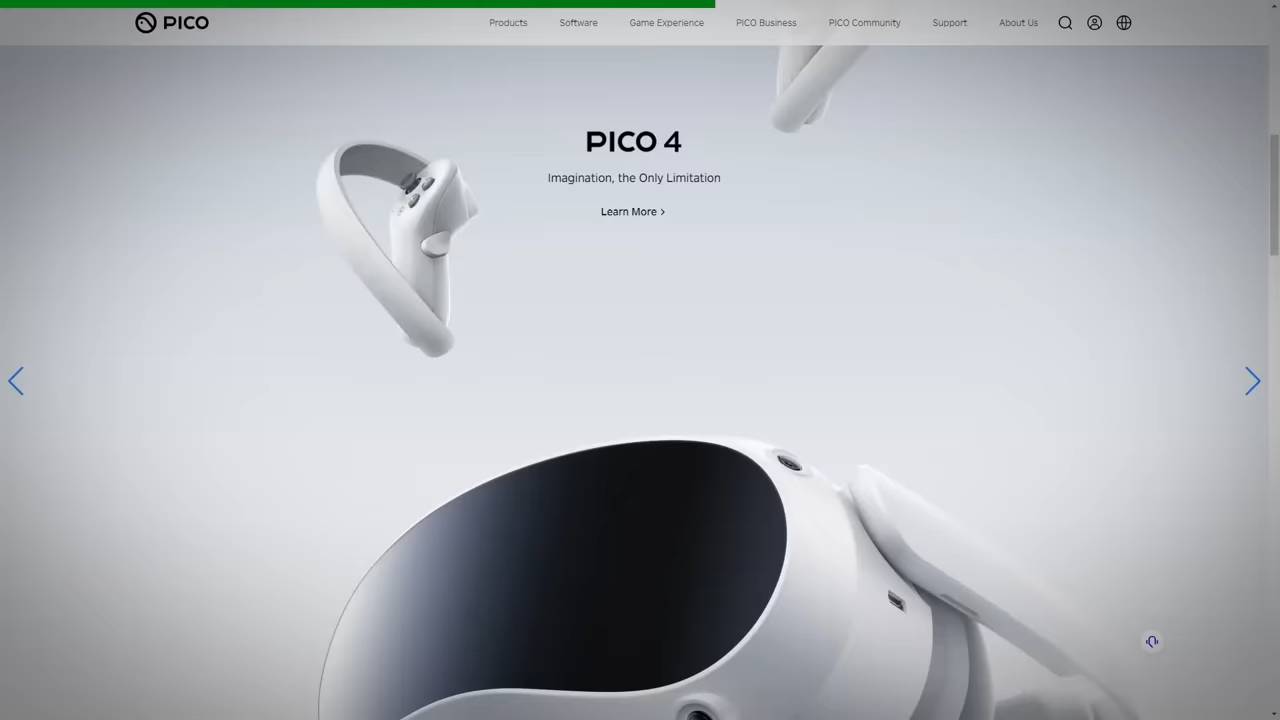 PICO
Products
Software
Game Experience
PICO Business
PICO Community
Support
About Us
PICO 4
Imagination, the Only Limitation
Learn More >